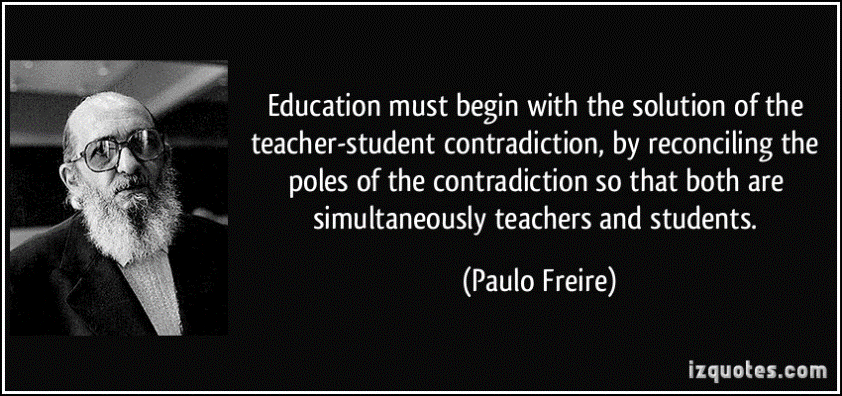 Education must begin with the solution of the
teacher-student contradiction, by reconciling the
poles of the contradiction so that both are
simultaneously teachers and students.
(Paulo Freire)
izquotes.com